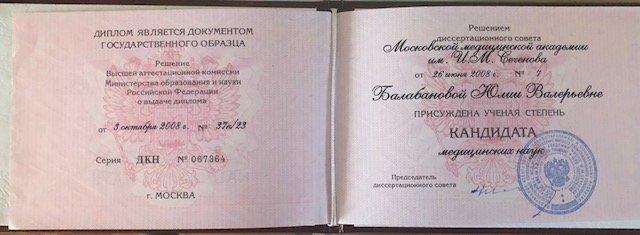 ДИПЛОМ ЯВЛЯЕТСЯ ДОКУМЕНТОМ
ГОСУДАРСТВЕННОГО ОБРАЗЦА
Решение
Высшей аттестационной комиссии
Министерства образования и науки
Российской Федерации
о выдаче диплома
от 3 октября 2008 г. № 37к/23
Серия ДКН № 067364
г. МОСКВА
Решением
диссертационного совета
Московской медицинской академии
им. И.М. Сеченова
от 26 июня 2008 г. № 7
Балабановой Юлии Валерьевне
ПРИСУЖДЕНА УЧЕНАЯ СТЕПЕНЬ
КАНДИДАТА
медицинских наук
Председатель
диссертационного совета